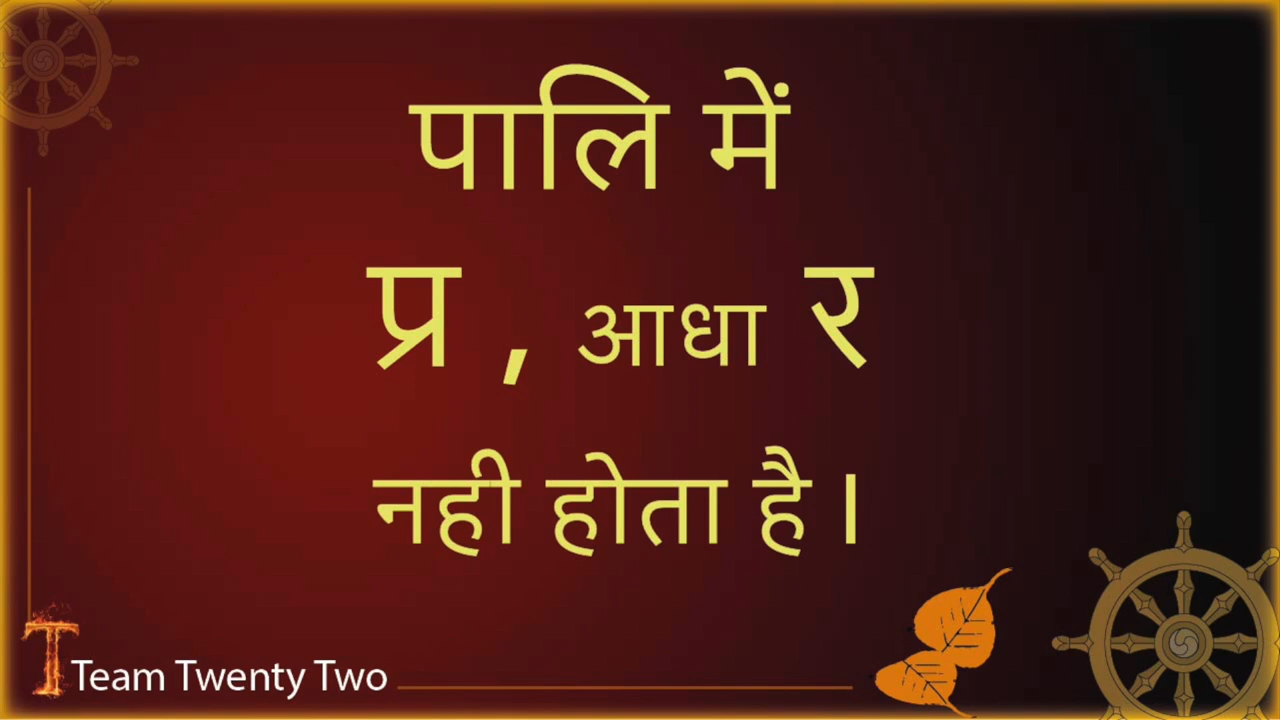 पालि में
प्र , आधा र
नही होता है ।
Team Twenty Two